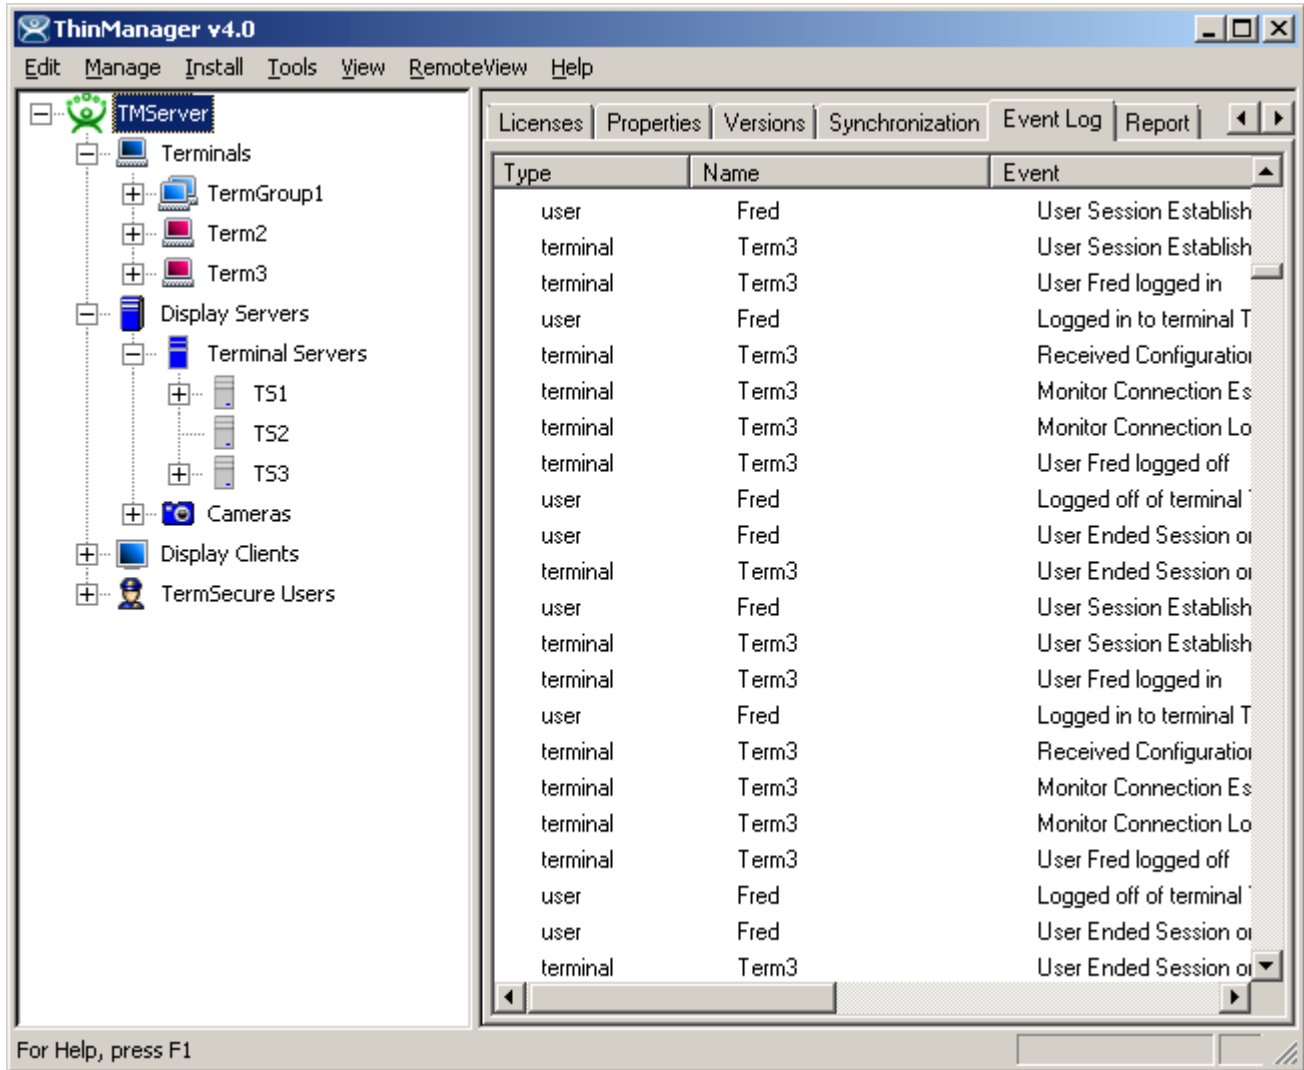 ThinManager v4.0
Edit Manage Install Tools View RemoteView Help
TMServer
Terminals
TermGroup1
Term2
Term3
Display Servers
Terminal Servers
TS1
TS2
TS3
Cameras
Display Clients
TermSecure Users
Licenses Properties Versions Synchronization Event Log Report
Type Name Event
user Fred User Session Establish
terminal Term3 User Session Establish
terminal Term3 User Fred logged in
user Fred Logged in to terminal T
terminal Term3 Received Configuration
terminal Term3 Monitor Connection Es
terminal Term3 Monitor Connection Lo
terminal Term3 User Fred logged off
user Fred Logged off of terminal
user Fred User Ended Session on
terminal Term3 User Ended Session on
user Fred User Session Establish
terminal Term3 User Session Establish
terminal Term3 User Fred logged in
user Fred Logged in to terminal T
terminal Term3 Received Configuration
terminal Term3 Monitor Connection Es
terminal Term3 Monitor Connection Lo
terminal Term3 User Fred logged off
user Fred Logged off of terminal
user Fred User Ended Session on
terminal Term3 User Ended Session on
For Help, press F1